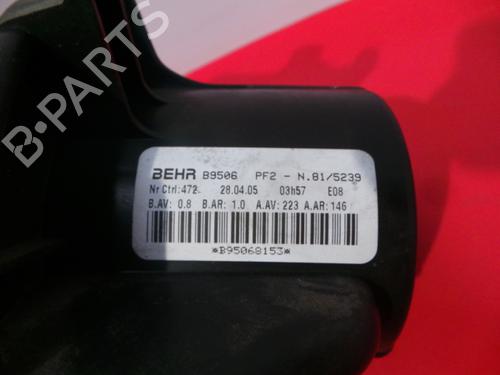 B-PARTS
BEHR B9506 PF2 - N.81/5239
Nr Ctrl:472- 28.04.05 03h57 E08
B.AV: 0.8 B.AR: 1.0 A.AV: 223 A.AR: 146
*B95068153*